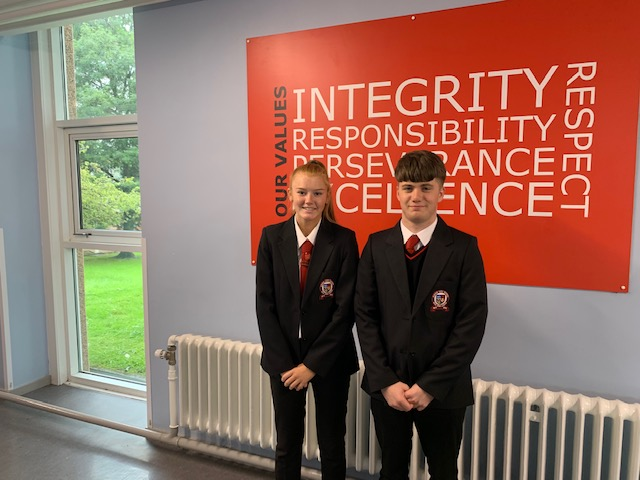 OUR VALUES
INTEGRITY
RESPONSIBILITY
PERSEVERANCE
EXCELLENCE
RESPECT